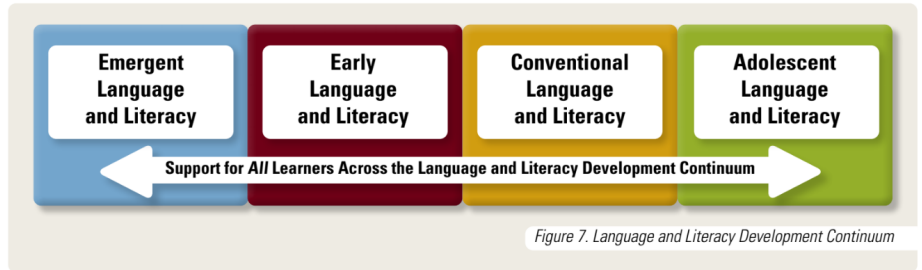 Emergent
Language
and Literacy
Early
Language
and Literacy
Conventional
Language
and Literacy
Adolescent
Language
and Literacy
Support for All Learners Across the Language and Literacy Development Continuum
Figure 7. Language and Literacy Development Continuum